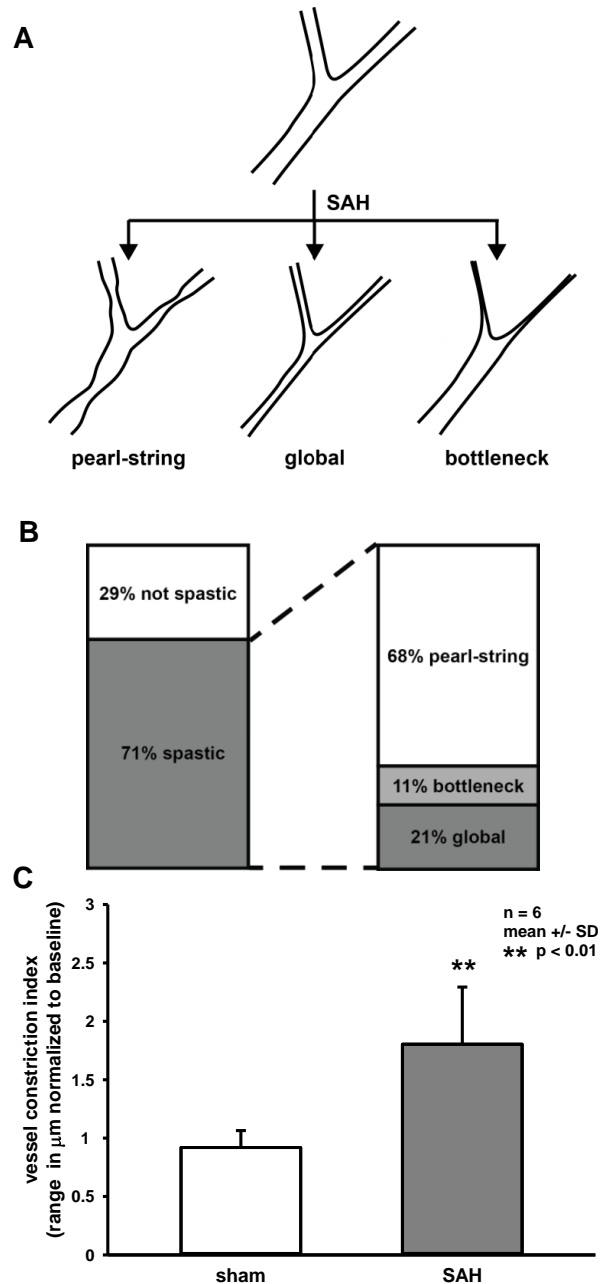 A
SAH
pearl-string
global
bottleneck
B
29% not spastic
71% spastic
68% pearl-string
11% bottleneck
21% global
C
vessel constriction index
(range in μm normalized to baseline)
3
2.5
2
1.5
1
0.5
0
n = 6
mean +/- SD
** p < 0.01
**
sham
SAH